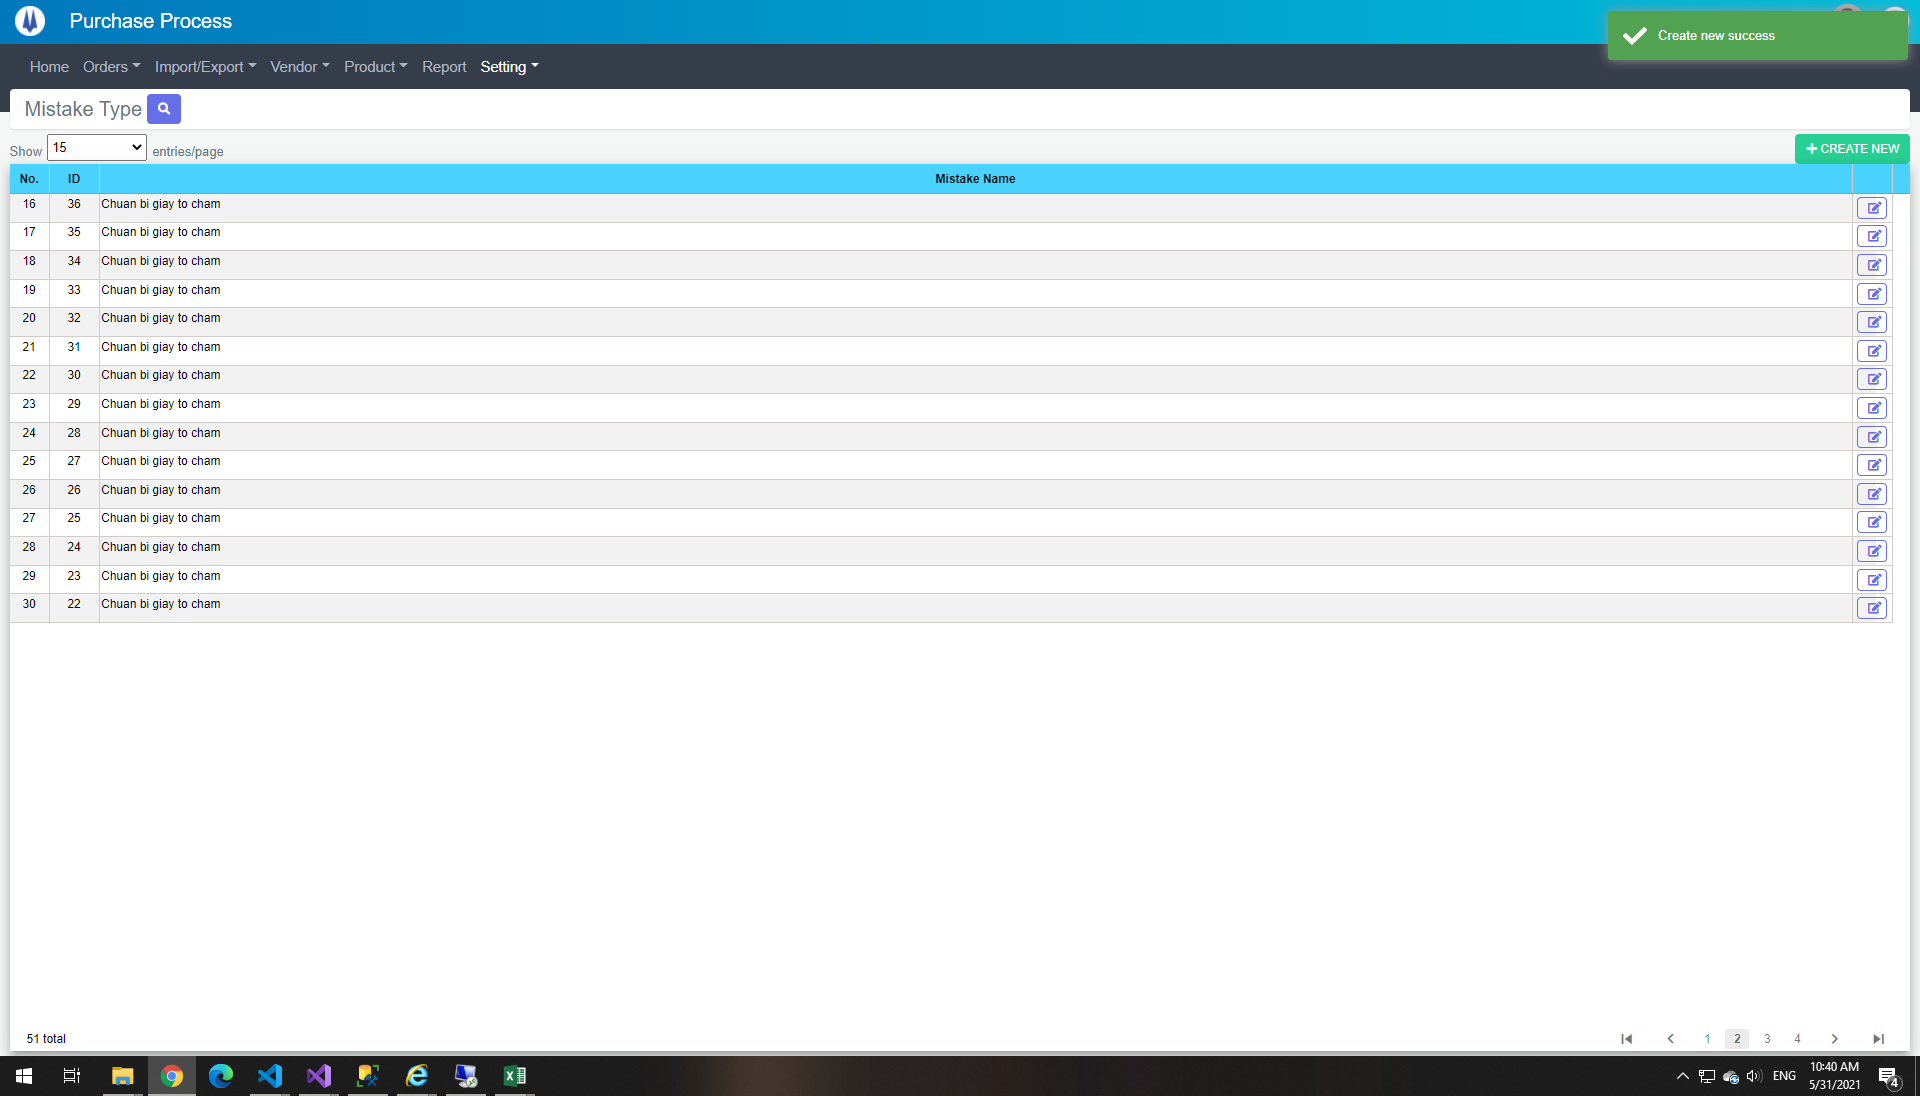 Purchase Process
Create new success
Home Orders Import/Export Vendor Product Report Setting
Mistake Type
Show 15 entries/page
CREATE NEW
No. ID Mistake Name
16 36 Chuan bi giay to cham
17 35 Chuan bi giay to cham
18 34 Chuan bi giay to cham
19 33 Chuan bi giay to cham
20 32 Chuan bi giay to cham
21 31 Chuan bi giay to cham
22 30 Chuan bi giay to cham
23 29 Chuan bi giay to cham
24 28 Chuan bi giay to cham
25 27 Chuan bi giay to cham
26 26 Chuan bi giay to cham
27 25 Chuan bi giay to cham
28 24 Chuan bi giay to cham
29 23 Chuan bi giay to cham
30 22 Chuan bi giay to cham
51 total
1 2 3 4
ENG
10:40 AM
5/31/2021
4